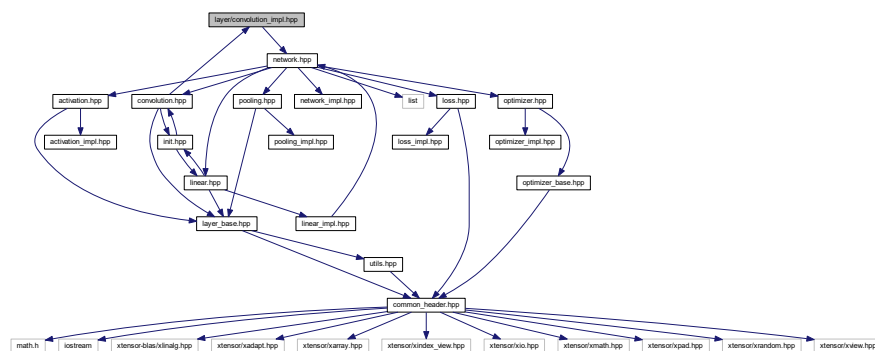 layer/convolution_impl.hpp
network.hpp
activation.hpp
convolution.hpp
pooling.hpp
network_impl.hpp
list
loss.hpp
optimizer.hpp
activation_impl.hpp
init.hpp
pooling_impl.hpp
loss_impl.hpp
optimizer_impl.hpp
linear.hpp
optimizer_base.hpp
layer_base.hpp
linear_impl.hpp
utils.hpp
common_header.hpp
math.h
iostream
xtensor-blas/xlinalg.hpp
xtensor/xadapt.hpp
xtensor/xarray.hpp
xtensor/xindex_view.hpp
xtensor/xio.hpp
xtensor/xmath.hpp
xtensor/xpad.hpp
xtensor/xrandom.hpp
xtensor/xview.hpp